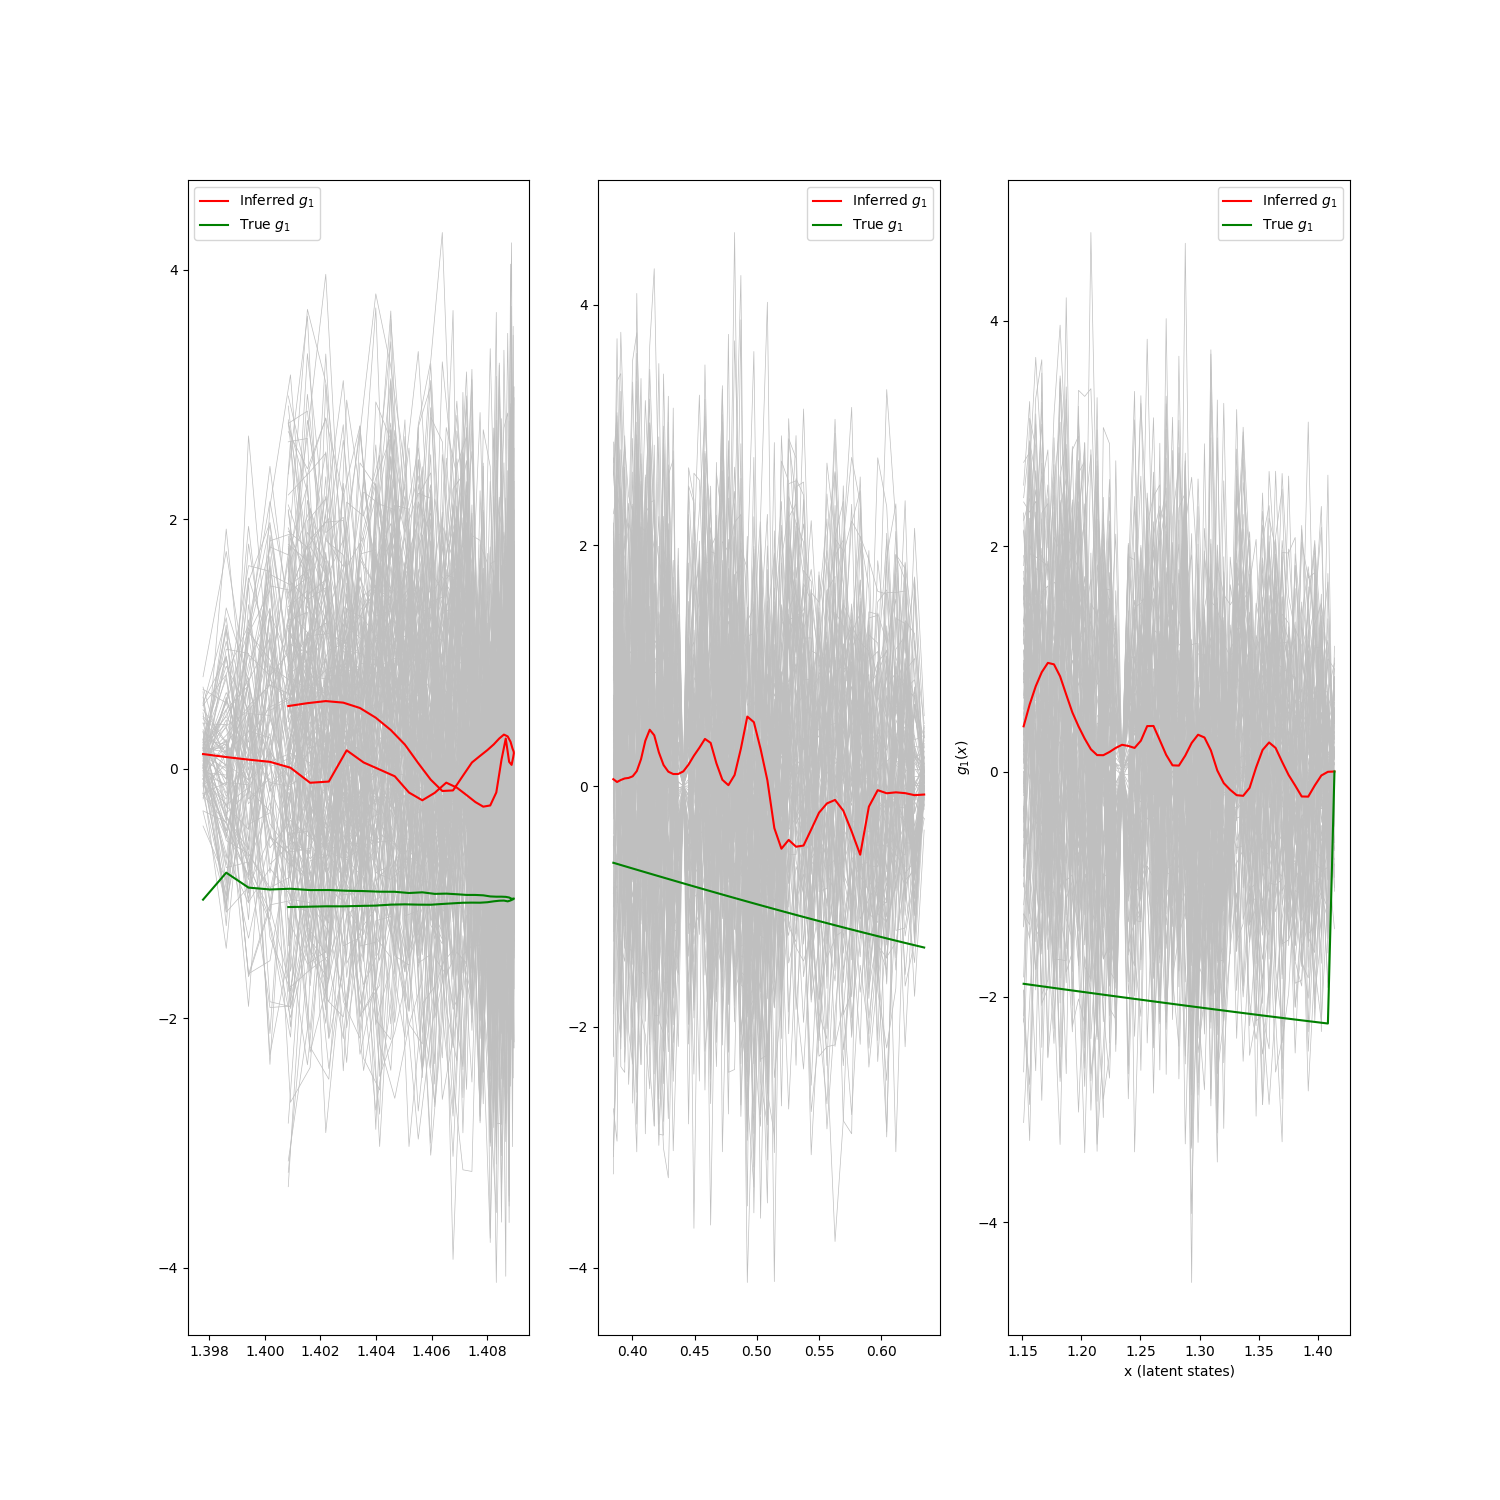 Inferred g₁
True g₁
4
2
0
−2
−4
1.398 1.400 1.402 1.404 1.406 1.408
Inferred g₁
True g₁
4
2
0
−2
−4
0.40 0.45 0.50 0.55 0.60
Inferred g₁
True g₁
g₁(x)
4
2
0
−2
−4
1.15 1.20 1.25 1.30 1.35 1.40
x (latent states)